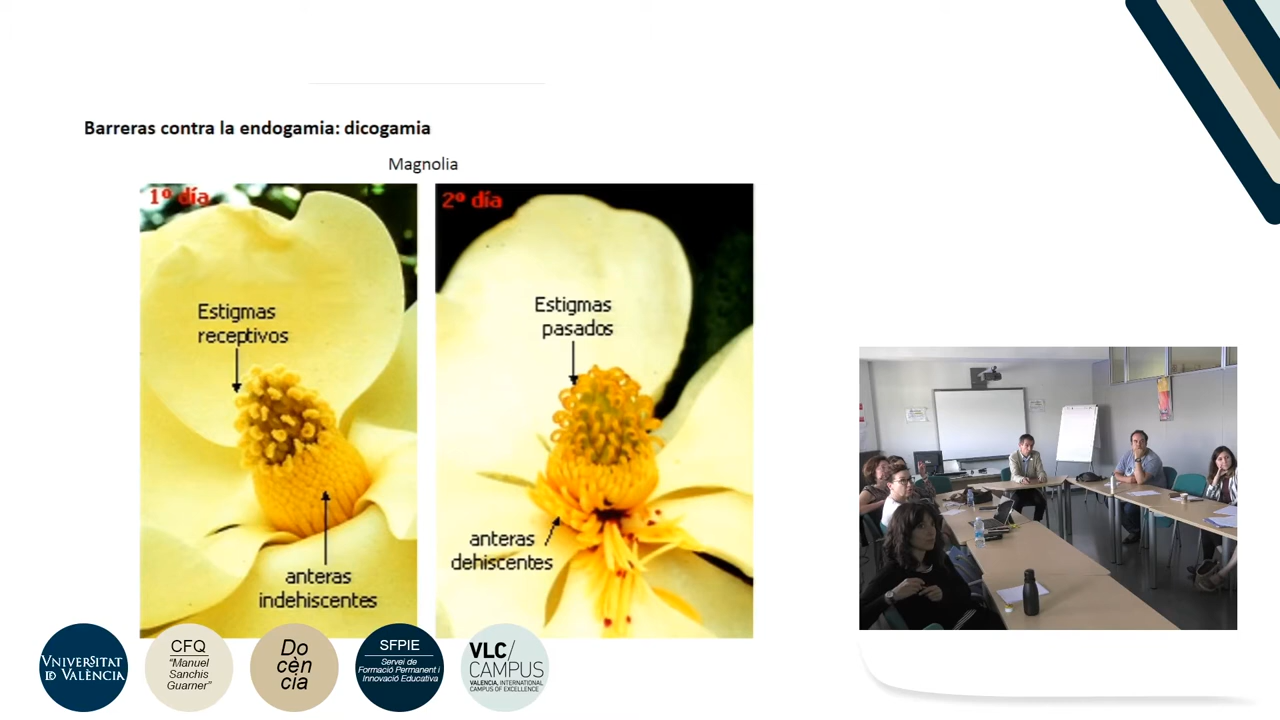 Barreras contra la endogamia: dicogamia
Magnolia
1º día
Estigmas
receptivos
anteras
indehiscentes
2º día
Estigmas
pasados
anteras
dehiscentes
VNIVERSITAT
ID VALÈNCIA
CFQ
"Manuel
Sanchis
Guarner"
Do
cèn
cia
SFPIE
Servei de
Formació Permanent i
Innovació Educativa
VLC/
CAMPUS
VALENCIA, INTERNATIONAL
CAMPUS OF EXCELLENCE